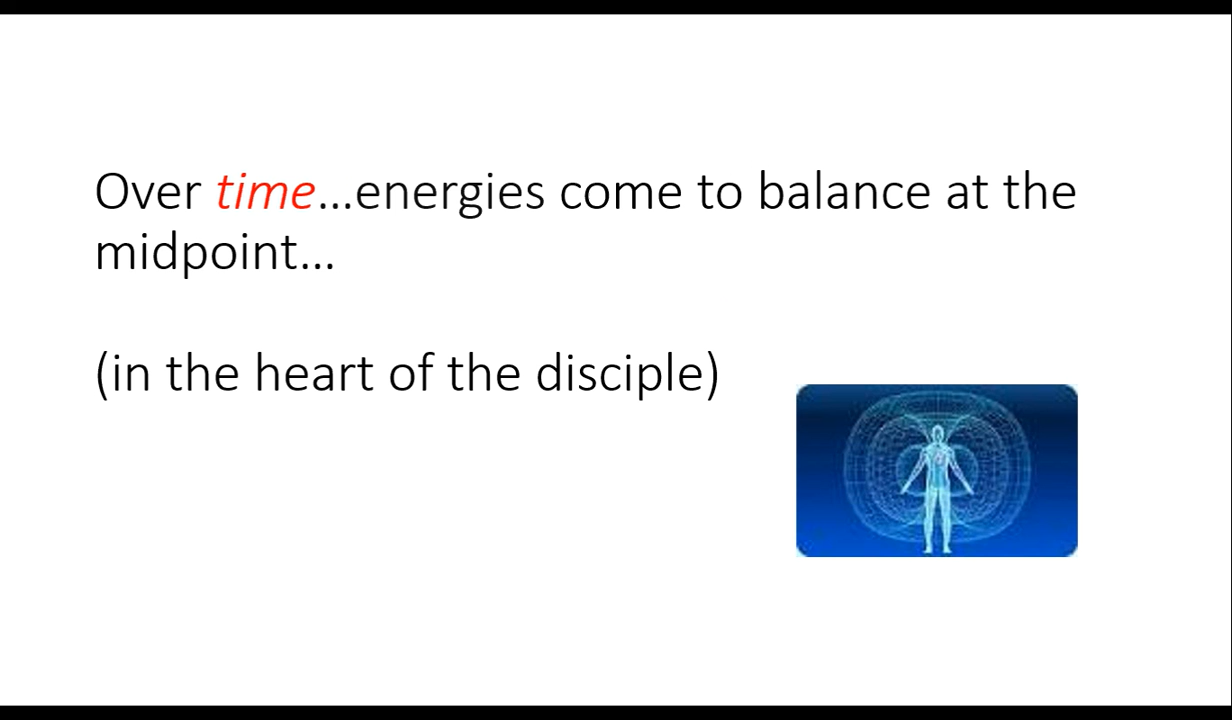 Over time...energies come to balance at the
midpoint...
(in the heart of the disciple)